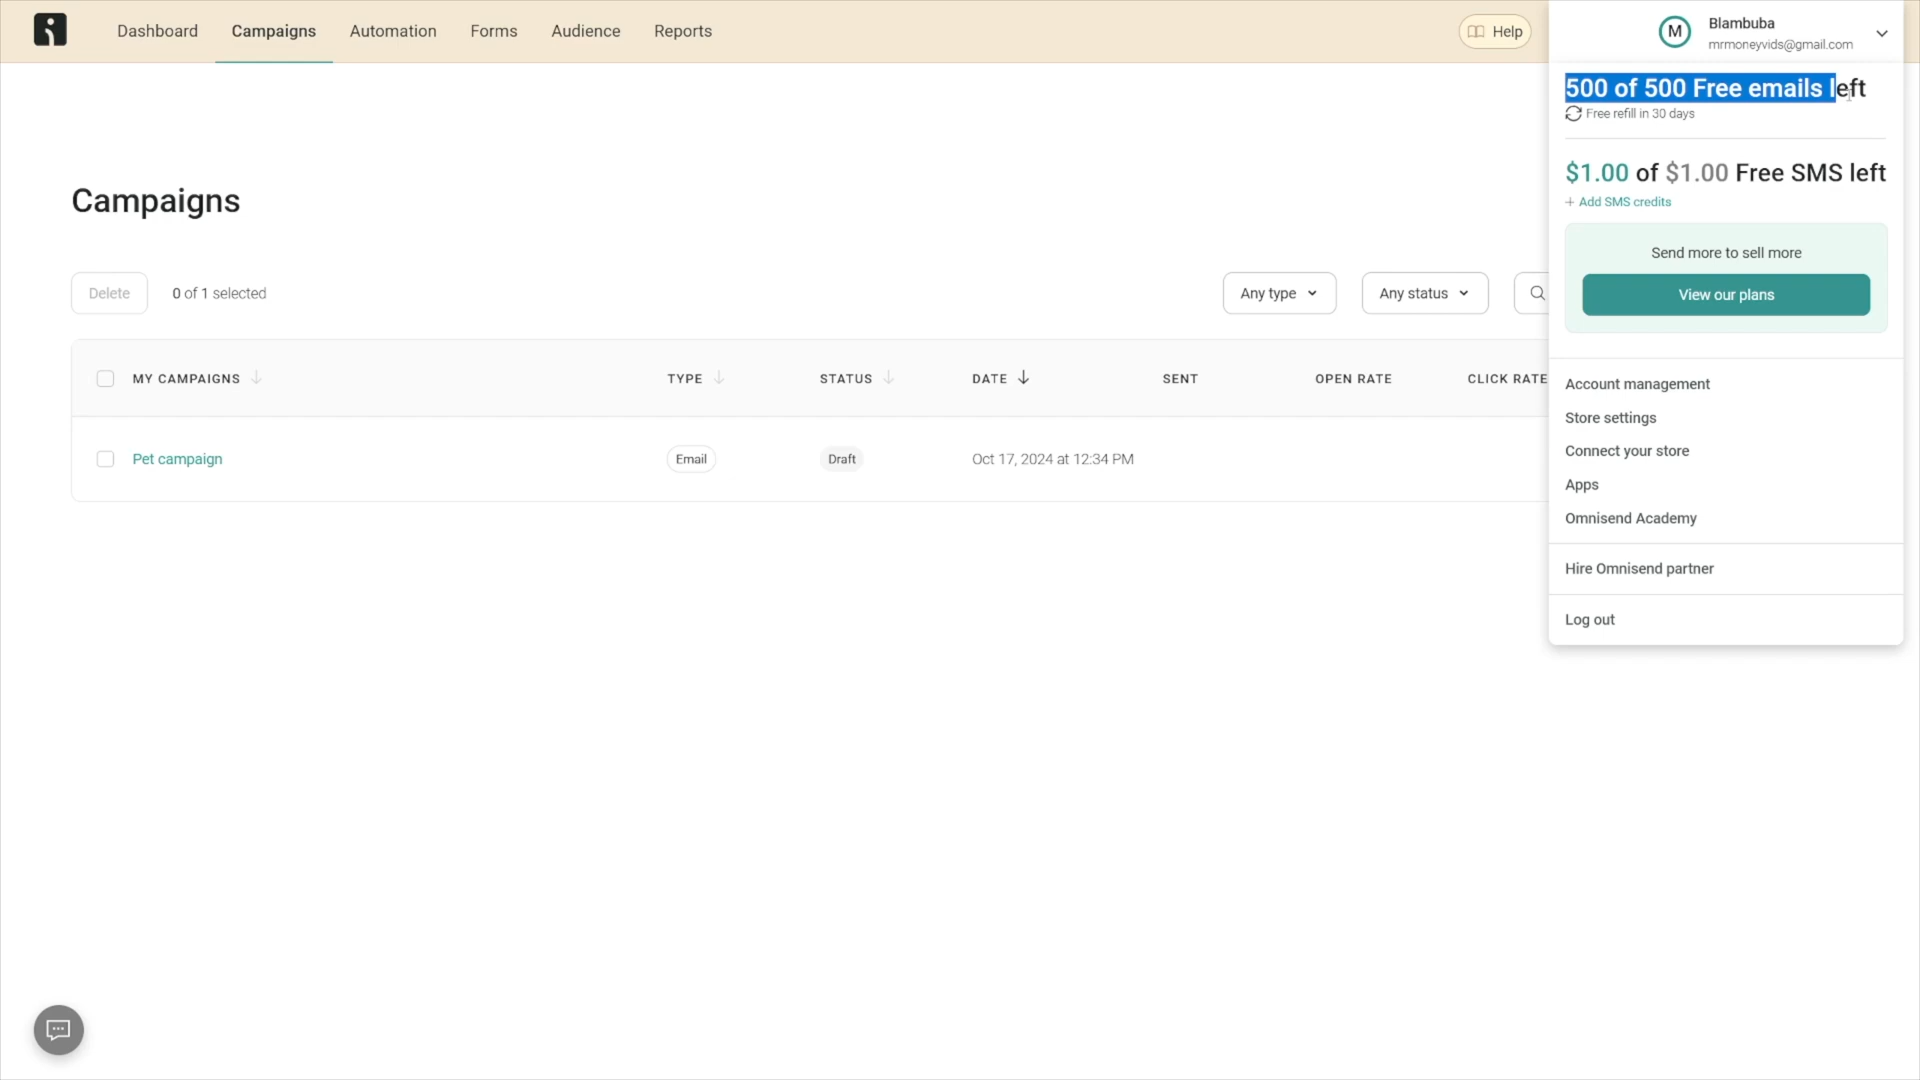 Dashboard
Campaigns
Automation
Forms
Audience
Reports
Help
M
Blambuba
mrmoneyvids@gmail.com
500 of 500 Free emails left
Free refill in 30 days
$1.00 of $1.00 Free SMS left
+ Add SMS credits
Send more to sell more
View our plans
Account management
Store settings
Connect your store
Apps
Omnisend Academy
Hire Omnisend partner
Log out
Campaigns
Delete
0 of 1 selected
Any type
Any status
MY CAMPAIGNS
TYPE
STATUS
DATE
SENT
OPEN RATE
CLICK RATE
Pet campaign
Email
Draft
Oct 17, 2024 at 12:34 PM